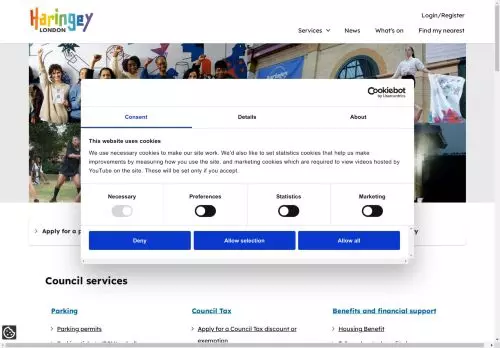 Haringey
LONDON
Login/Register
Services
News
What's on
Find my nearest
Cookiebot
by Usercentrics
Consent
Details
About
This website uses cookies
We use necessary cookies to make our site work. We'd also like to set statistics cookies that help us make
improvements by measuring how you use the site, and marketing cookies which are required to view videos hosted by
YouTube on the site. These will be set only if you accept.
Necessary
Preferences
Statistics
Marketing
Deny
Allow selection
Allow all
Apply for a p
Council services
Parking
Council Tax
Benefits and financial support
Parking permits
Apply for a Council Tax discount or
exemption
Housing Benefit